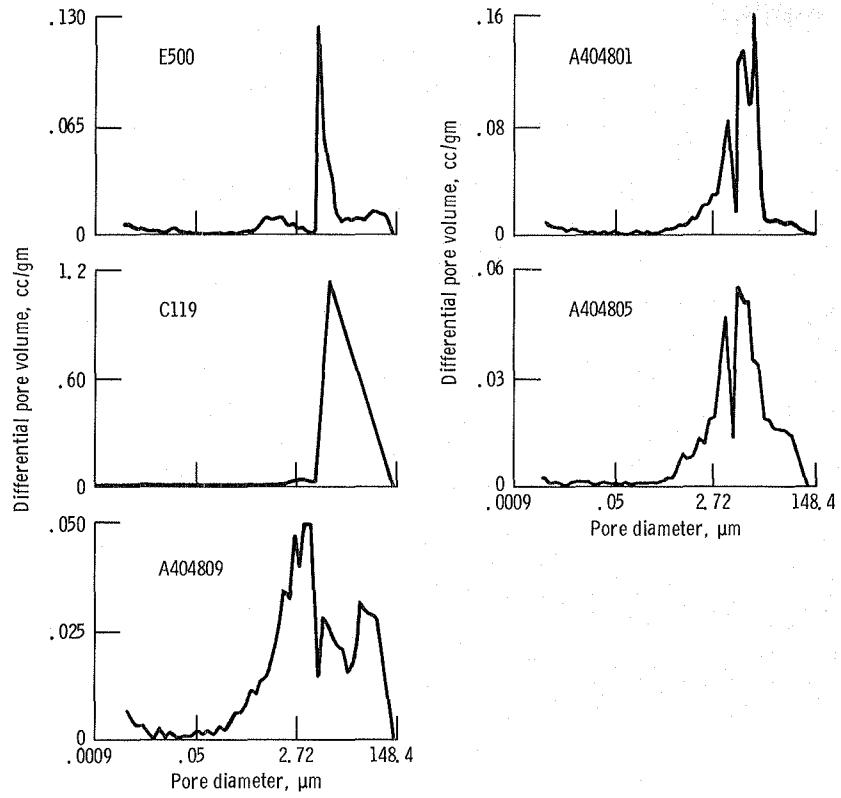 .130
E500
.065
0
1.2
C119
.60
0
.050
A404809
.025
0
.0009
.05
2.72
148.4
Pore diameter, μm
Differential pore volume, cc/gm
.16
A404801
.08
0
.06
A404805
.03
0
.0009
.05
2.72
148.4
Pore diameter, μm
Differential pore volume, cc/gm